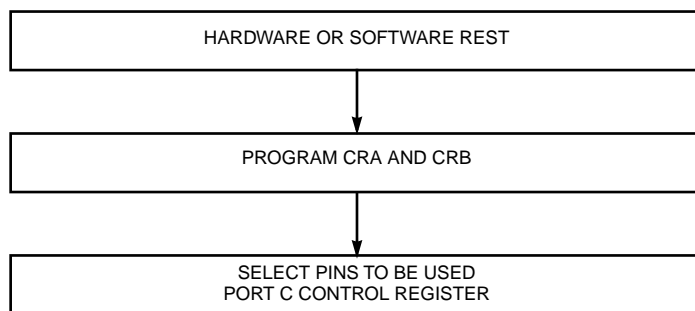 HARDWARE OR SOFTWARE REST
PROGRAM CRA AND CRB
SELECT PINS TO BE USED
PORT C CONTROL REGISTER